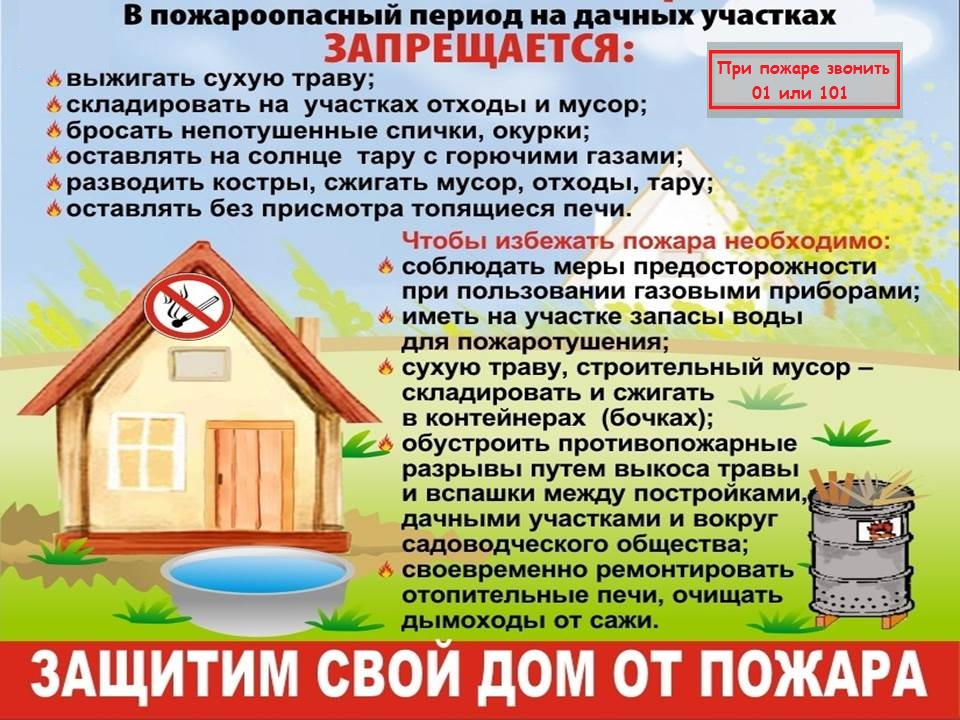 В пожароопасный период на дачных участках
ЗАПРЕЩАЕТСЯ:
При пожаре звонить
01 или 101
выжигать сухую траву;
складировать на участках отходы и мусор;
бросать непотушенные спички, окурки;
оставлять на солнце тару с горючими газами;
разводить костры, сжигать мусор, отходы, тару;
оставлять без присмотра топящиеся печи.
Чтобы избежать пожара необходимо:
соблюдать меры предосторожности
при пользовании газовыми приборами;
иметь на участке запасы воды
для пожаротушения;
сухую траву, строительный мусор –
складировать и сжигать
в контейнерах (бочках);
обустроить противопожарные
разрывы путем выкоса травы
и вспашки между постройками,
дачными участками и вокруг
садоводческого общества;
своевременно ремонтировать
отопительные печи, очищать
дымоходы от сажи.
ЗАЩИТИМ СВОЙ ДОМ ОТ ПОЖАРА